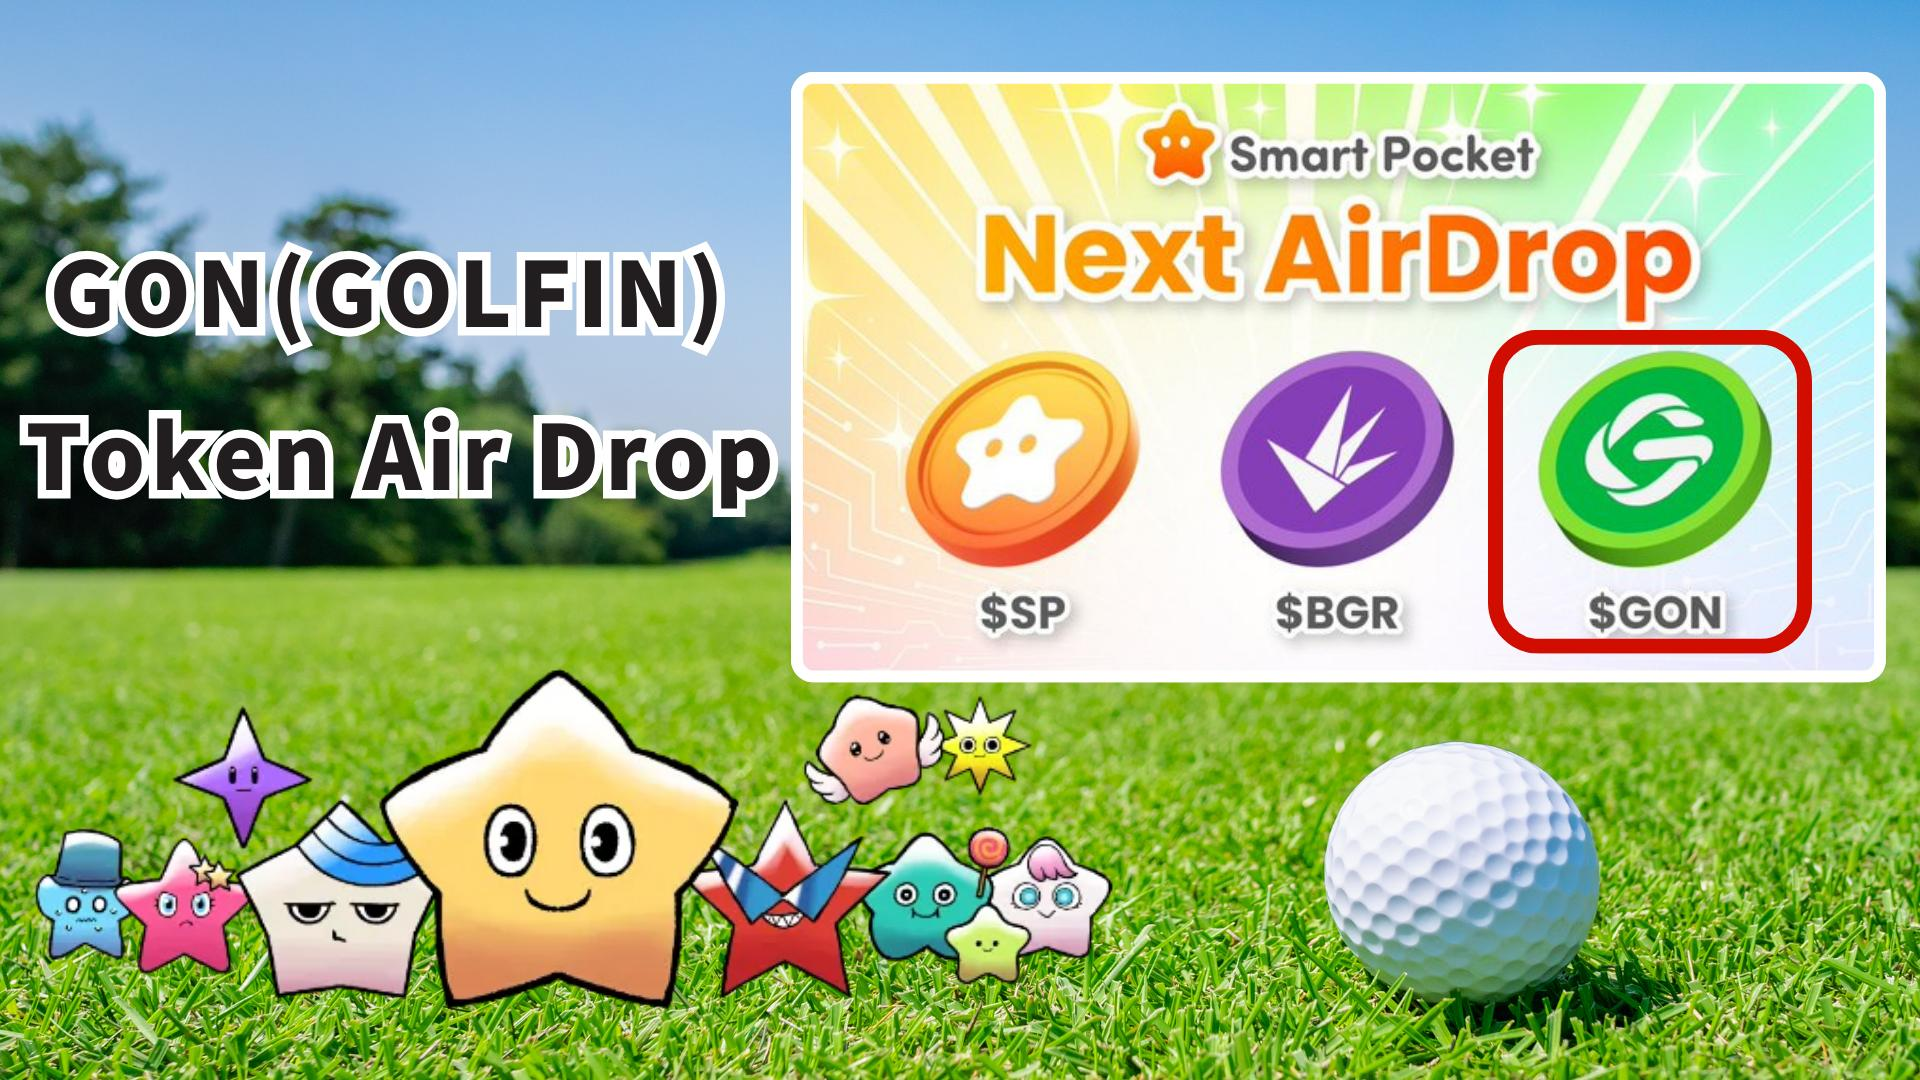 GON(GOLFIN)
Token Air Drop
Smart Pocket
Next AirDrop
$SP
$BGR
$GON